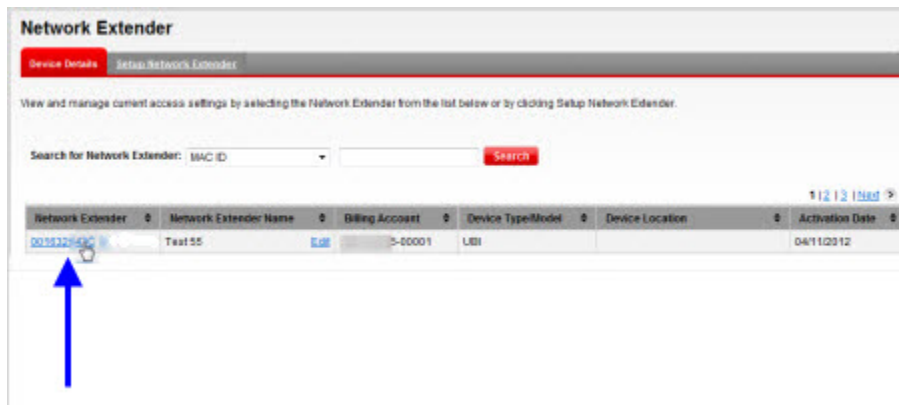 Network Extender
Device Details Setup Network Extender
View and manage current access settings by selecting the Network Extender from the list below or by clicking Setup Network Extender.
Search for Network Extender: MAC ID Search
1 | 2 | 3 | Next
Network Extender Network Extender Name Billing Account Device Type/Model Device Location Activation Date
Test 55 Edit -00001 UBI 04/11/2012